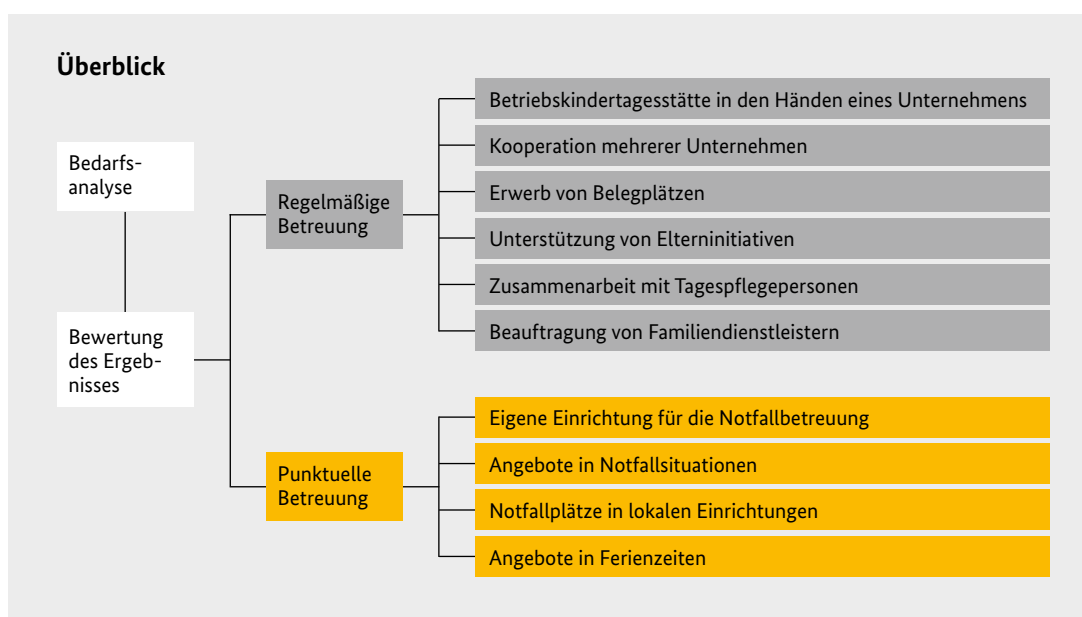 Überblick
Bedarfs-
analyse
Bewertung
des Ergeb-
nisses
Regelmäßige
Betreuung
Betriebskindertagesstätte in den Händen eines Unternehmens
Kooperation mehrerer Unternehmen
Erwerb von Belegplätzen
Unterstützung von Elterninitiativen
Zusammenarbeit mit Tagespflegepersonen
Beauftragung von Familiendienstleistern
Punktuelle
Betreuung
Eigene Einrichtung für die Notfallbetreuung
Angebote in Notfallsituationen
Notfallplätze in lokalen Einrichtungen
Angebote in Ferienzeiten